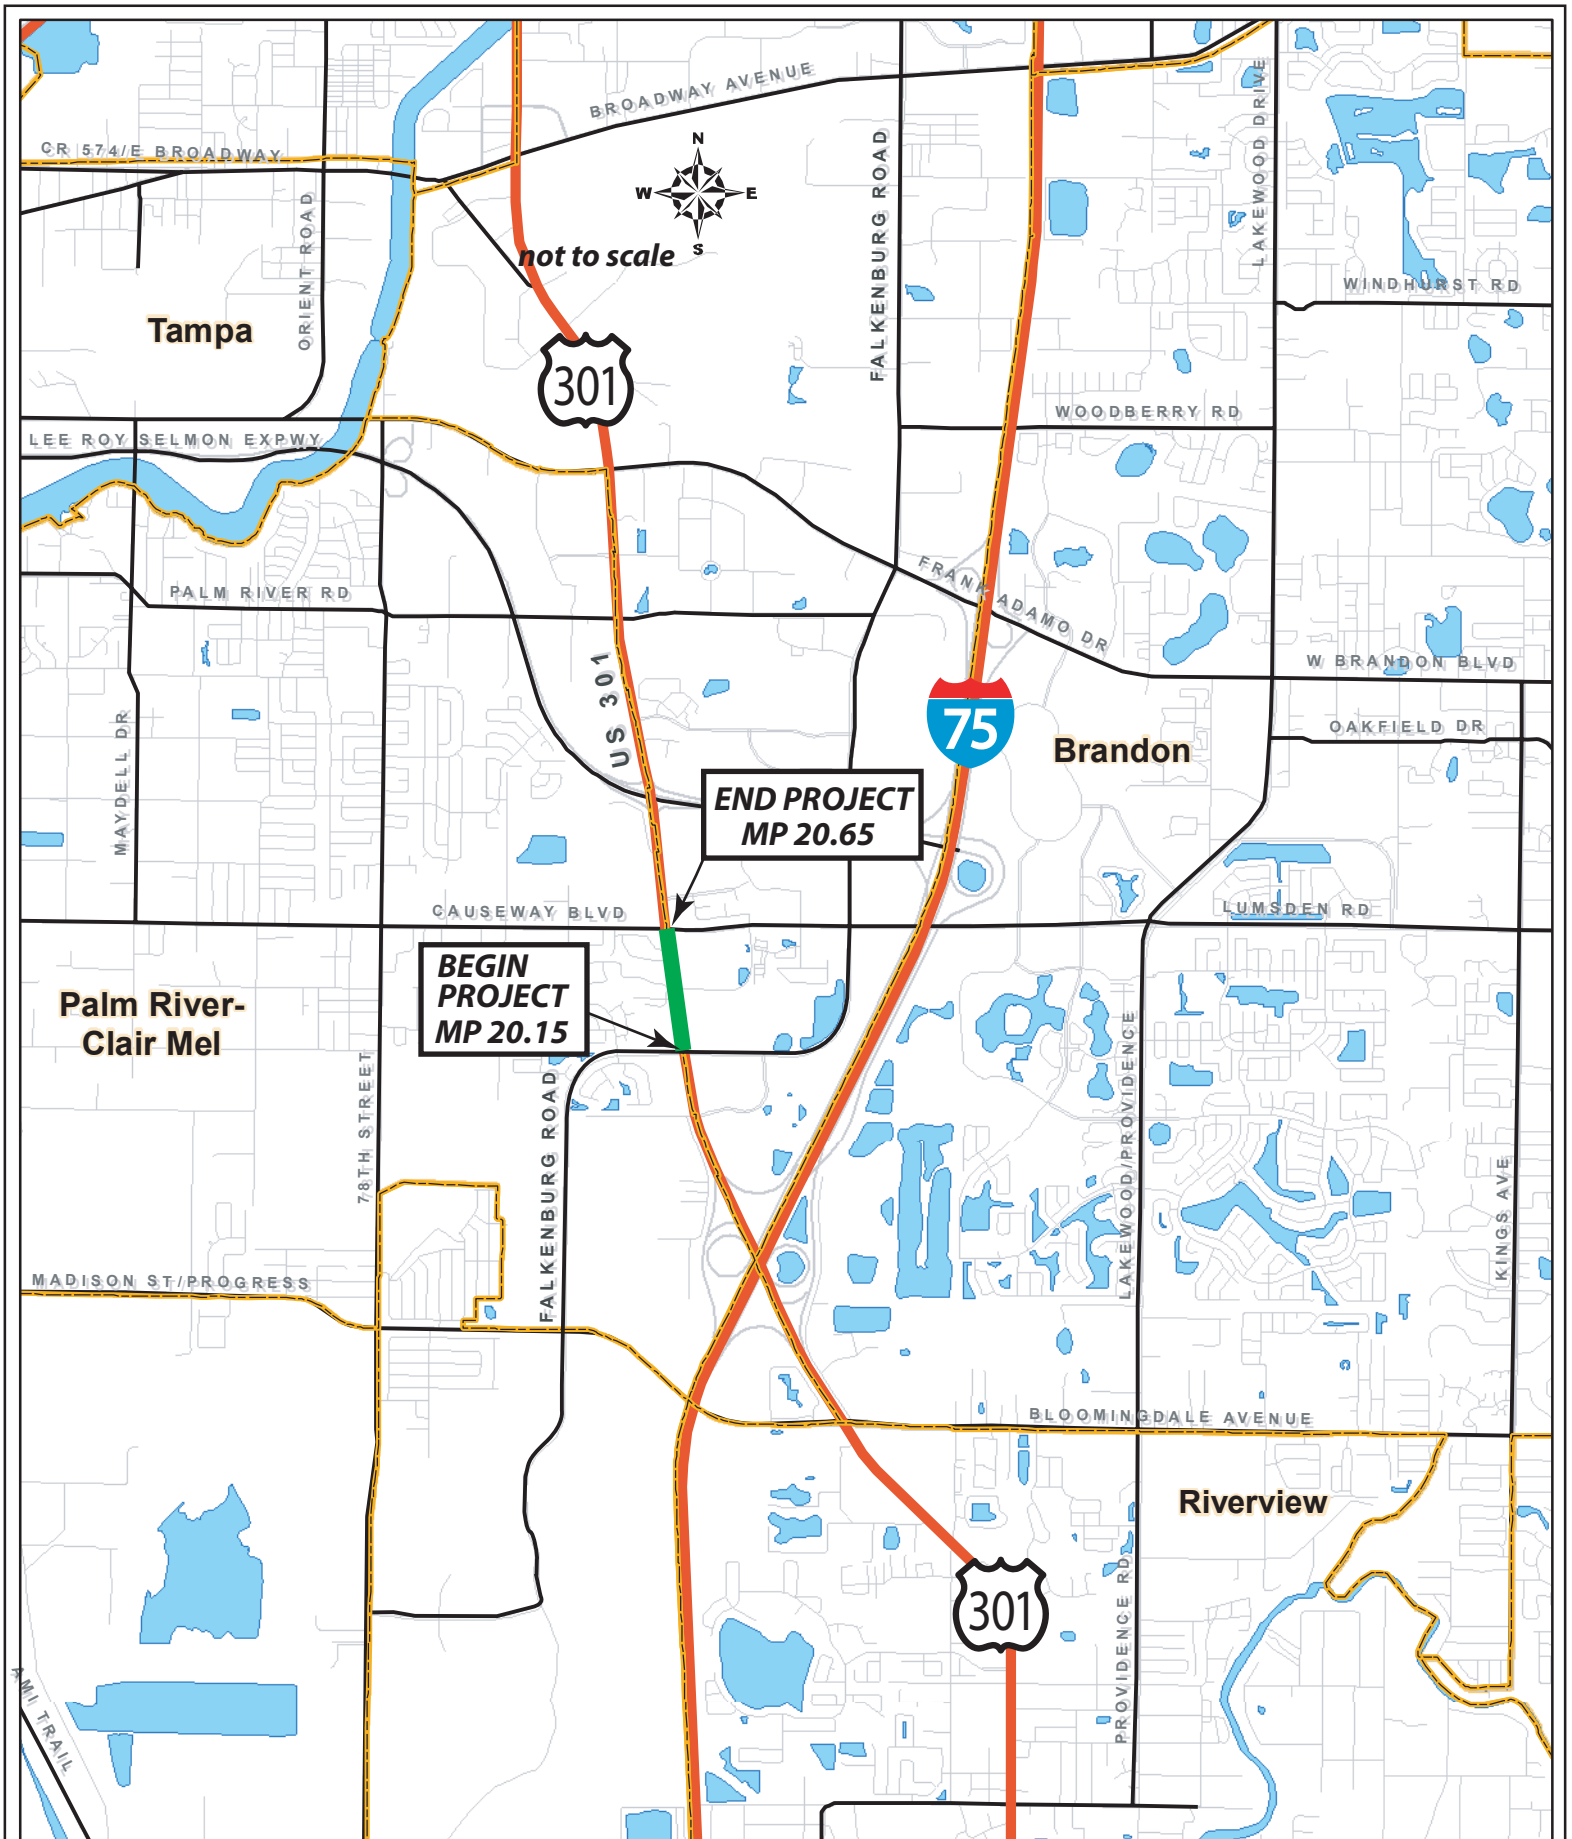 BROADWAY AVENUE
CR 574/E BROADWAY
N
W
E
S
not to scale
ORIENT ROAD
FALKENBURG ROAD
LAKEWOOD DRIVE
WINDHURST RD
Tampa
301
WOODBERRY RD
LEE ROY SELMON EXPWY
FRANK ADAMO DR
PALM RIVER RD
W BRANDON BLVD
US 301
MAYDELL DR
75
Brandon
OAKFIELD DR
END PROJECT
MP 20.65
CAUSEWAY BLVD
LUMSDEN RD
BEGIN
PROJECT
MP 20.15
Palm River-
Clair Mel
78TH STREET
FALKENBURG ROAD
LAKEWOOD/PROVIDENCE
KINGS AVE
MADISON ST/PROGRESS
BLOOMINGDALE AVENUE
Riverview
301
PROVIDENCE RD
AMI TRAIL